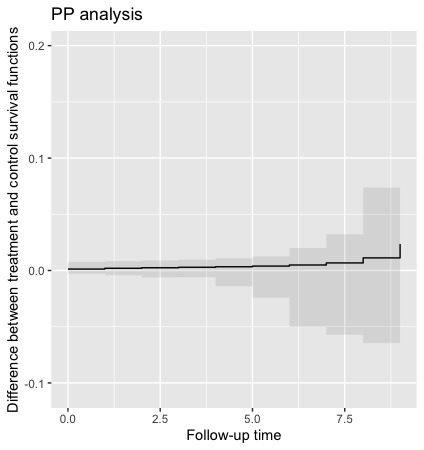 PP analysis
Difference between treatment and control survival functions
0.2
0.1
0.0
-0.1
0.0 2.5 5.0 7.5
Follow-up time